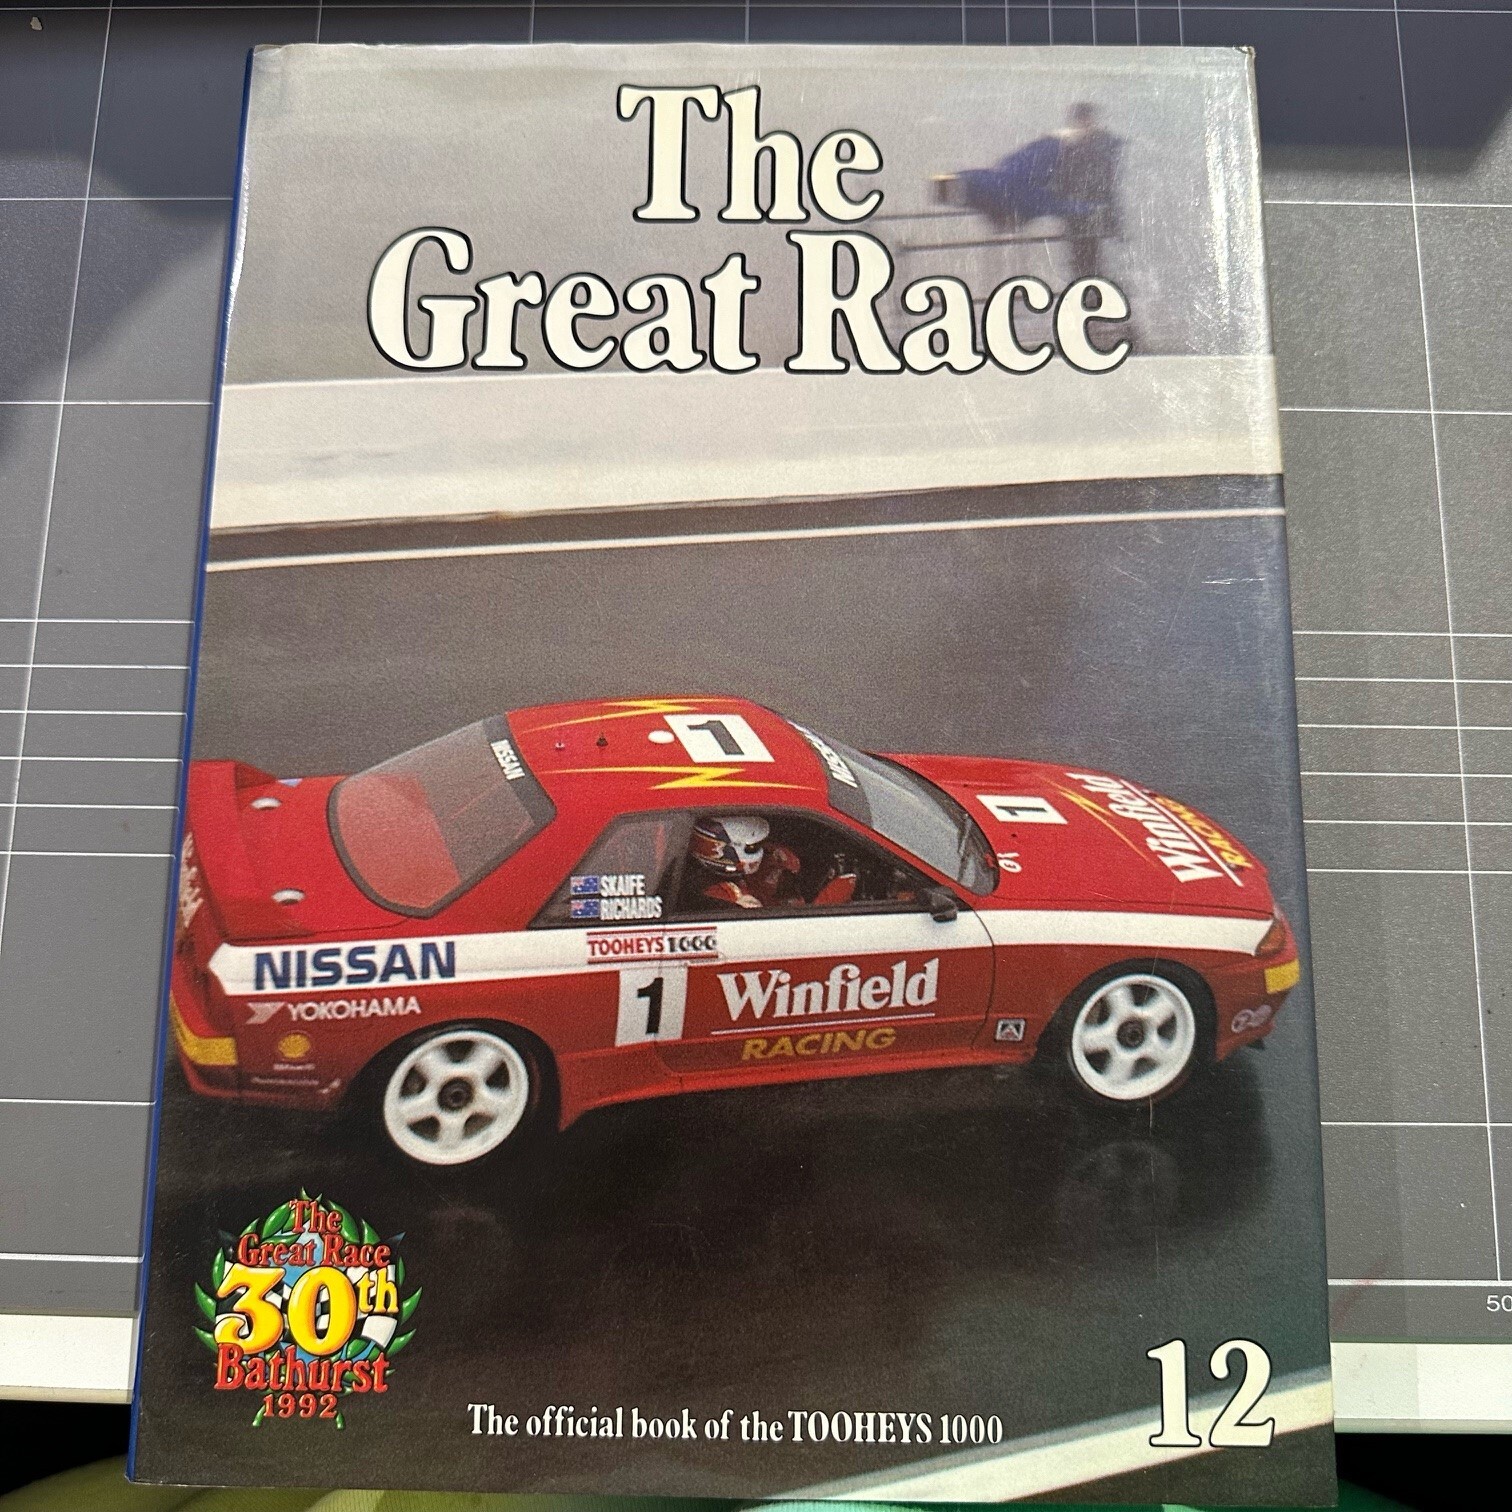 The
Great Race
1
NISSAN
1
Winfield
RACING
SKAIFE
RICHARDS
TOOHEYS 1000
NISSAN
YOKOHAMA
1
Winfield
RACING
The
Great Race
30th
Bathurst
1992
The official book of the TOOHEYS 1000
12
50